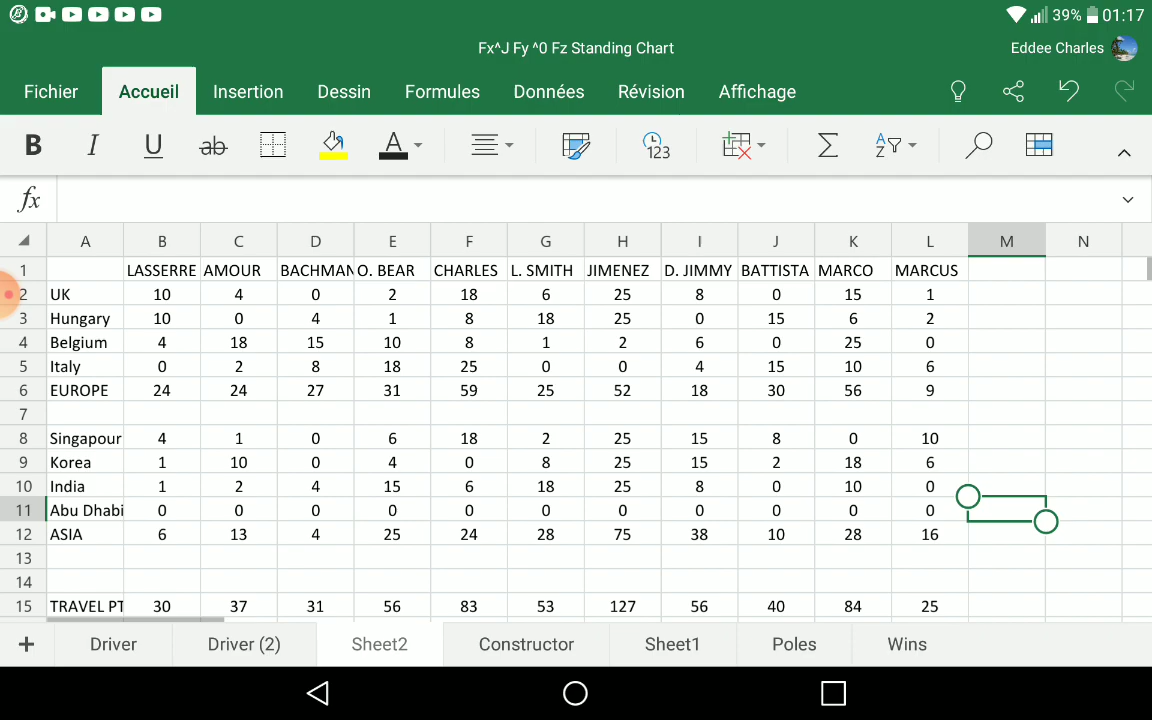 39% 01:17
Fx^J Fy ^0 Fz Standing Chart Eddee Charles
Fichier Accueil Insertion Dessin Formules Données Révision Affichage
B I U ab A 123 A Z
fx
A B C D E F G H I J K L M N
1 LASSERRE AMOUR BACHMAN O. BEAR CHARLES L. SMITH JIMENEZ D. JIMMY BATTISTA MARCO MARCUS
2 UK 10 4 0 2 18 6 25 8 0 15 1
3 Hungary 10 0 4 1 8 18 25 0 15 6 2
4 Belgium 4 18 15 10 8 1 2 6 0 25 0
5 Italy 0 2 8 18 25 0 0 4 15 10 6
6 EUROPE 24 24 27 31 59 25 52 18 30 56 9
7
8 Singapour 4 1 0 6 18 2 25 15 8 0 10
9 Korea 1 10 0 4 0 8 25 15 2 18 6
10 India 1 2 4 15 6 18 25 8 0 10 0
11 Abu Dhabi 0 0 0 0 0 0 0 0 0 0 0
12 ASIA 6 13 4 25 24 28 75 38 10 28 16
13
14
15 TRAVEL PT 30 37 31 56 83 53 127 56 40 84 25
+ Driver Driver (2) Sheet2 Constructor Sheet1 Poles Wins